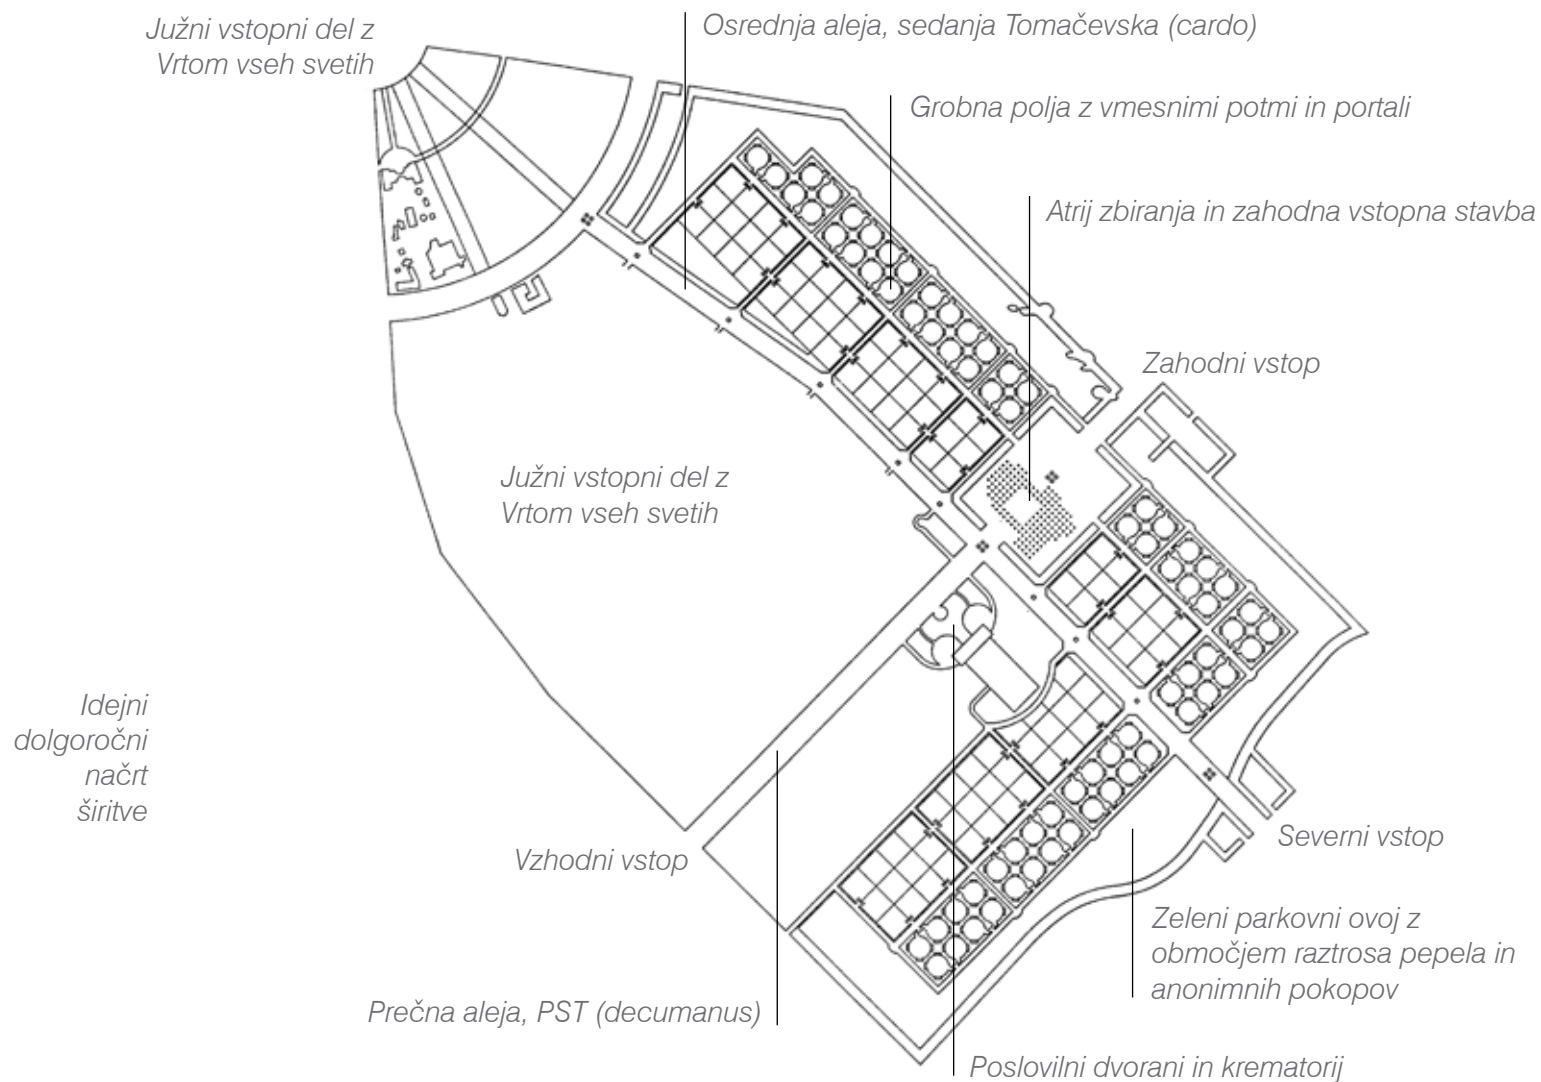 Južni vstopni del z
Vrtom vseh svetih
Osrednja aleja, sedanja Tomačevska (cardo)
Grobna polja z vmesnimi potmi in portali
Atrij zbiranja in zahodna vstopna stavba
Zahodni vstop
Južni vstopni del z
Vrtom vseh svetih
Idejni
dolgoročni
načrt
širitve
Vzhodni vstop
Severni vstop
Zeleni parkovni ovoj z
območjem raztrosa pepela in
anonimnih pokopov
Prečna aleja, PST (decumanus)
Poslovilni dvorani in krematorij